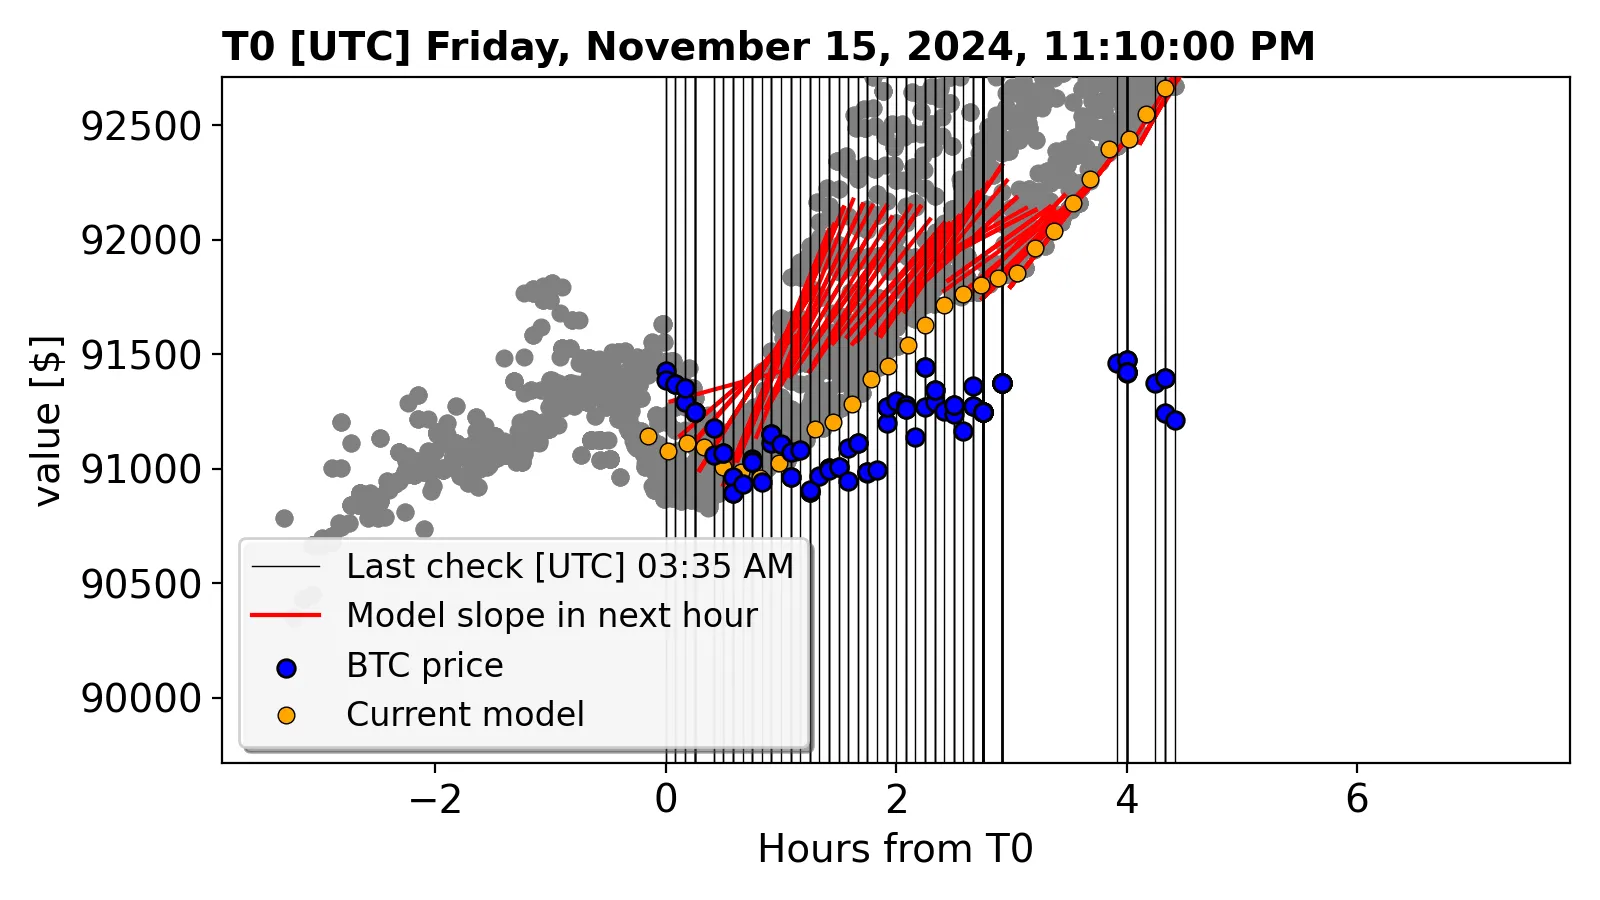 T0 [UTC] Friday, November 15, 2024, 11:10:00 PM
value [$]
92500
92000
91500
91000
90500
90000
Last check [UTC] 03:35 AM
Model slope in next hour
BTC price
Current model
−2 0 2 4 6
Hours from T0